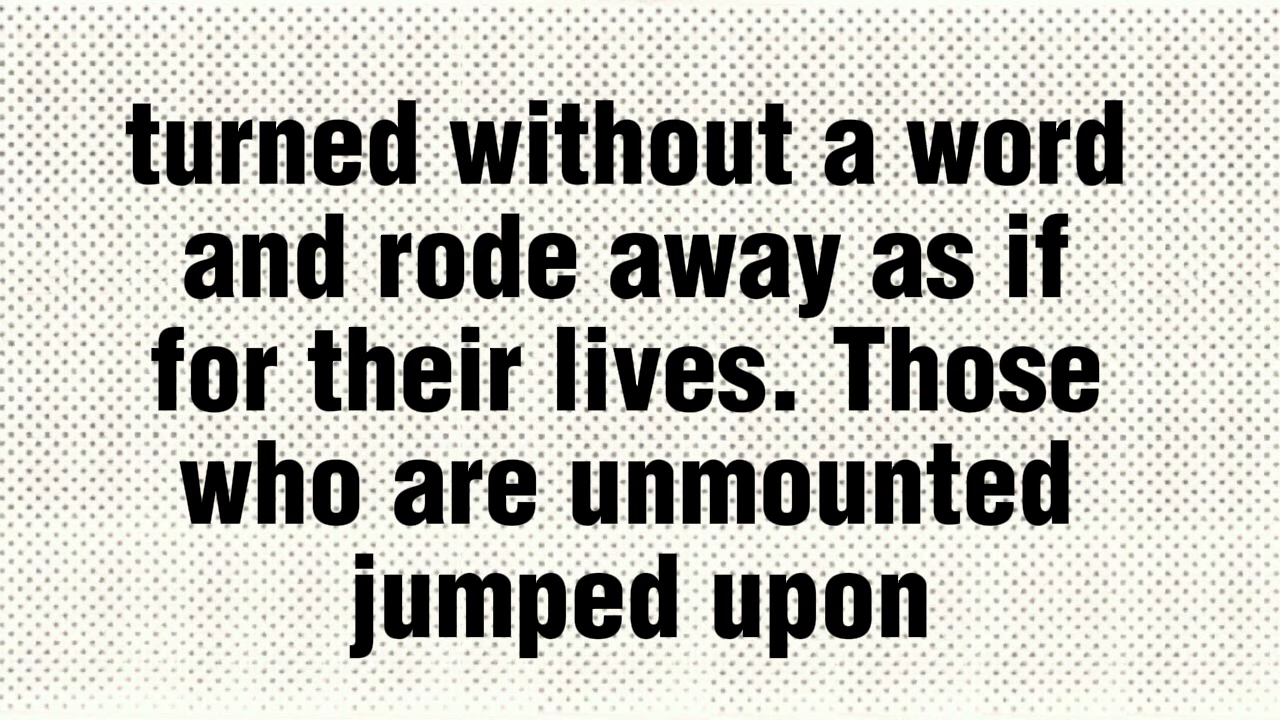 turned without a word
and rode away as if
for their lives. Those
who are unmounted
jumped upon